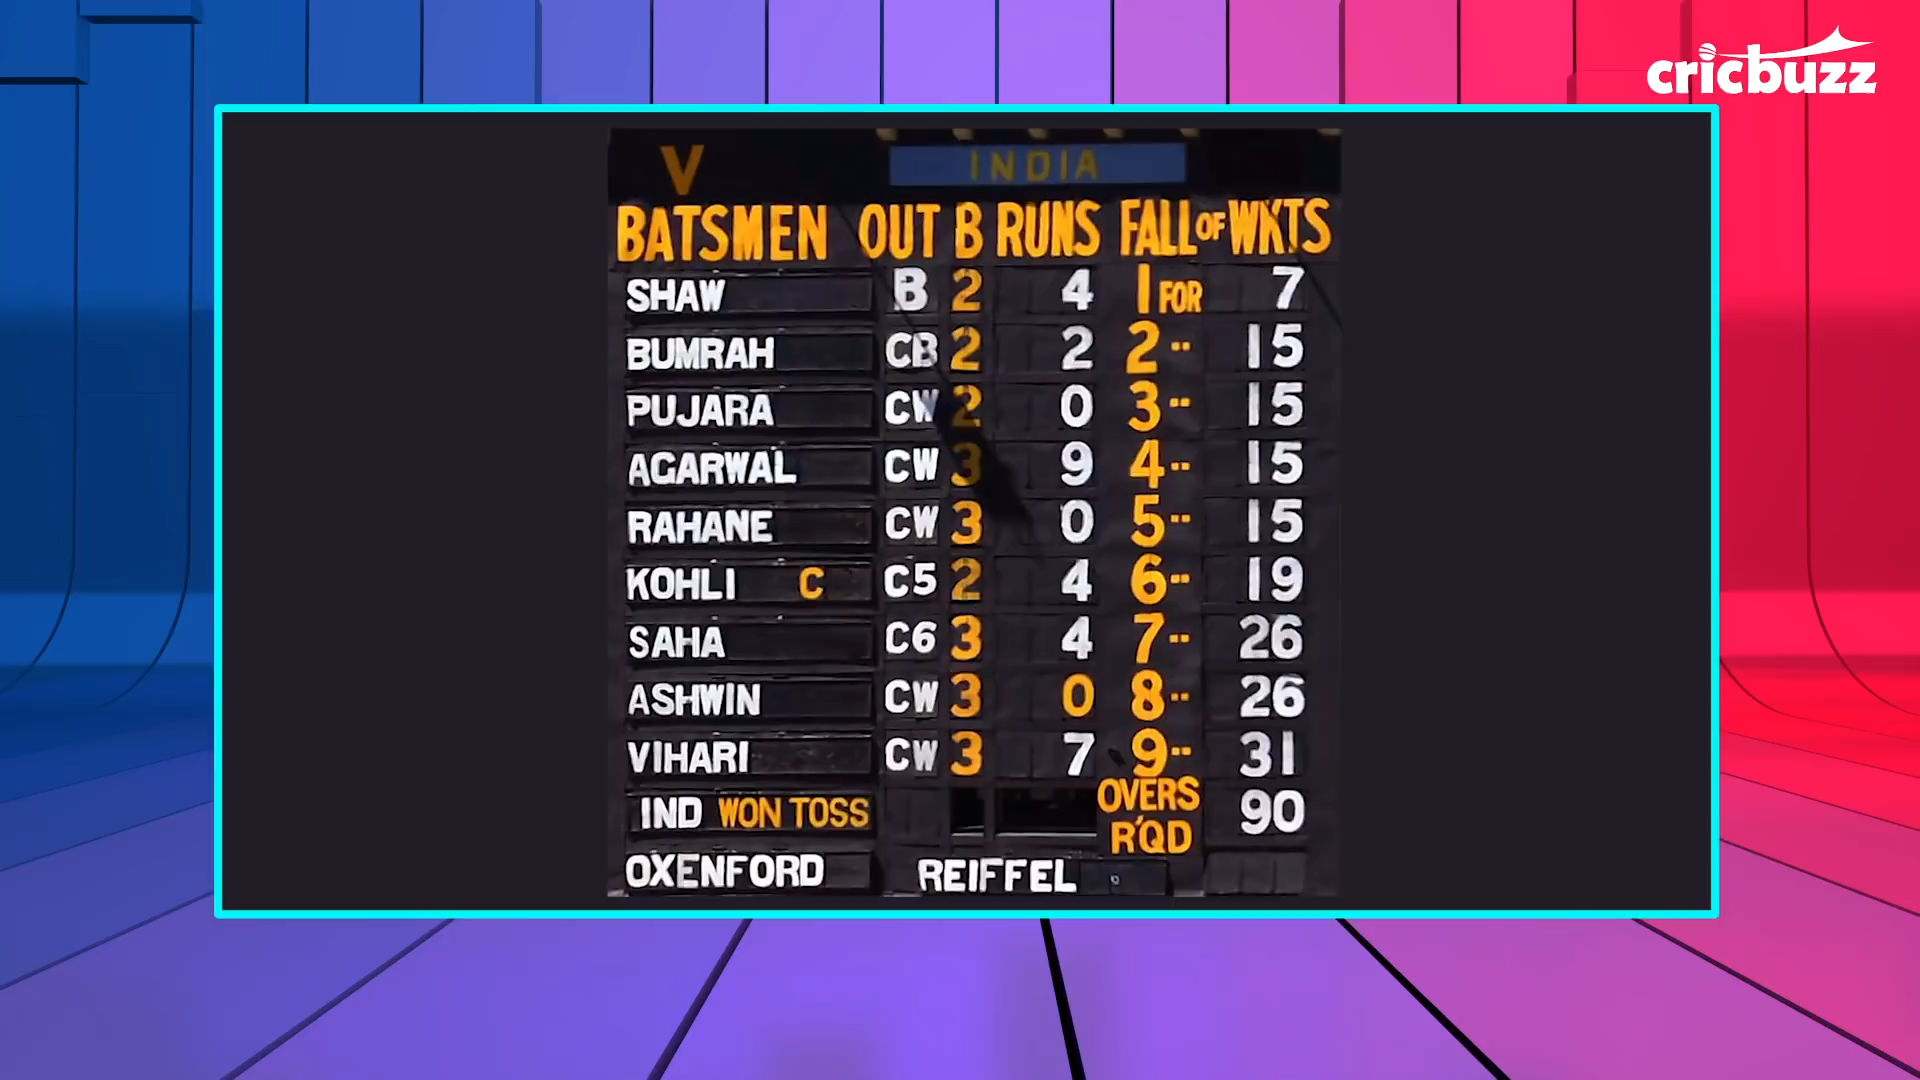 cricbuzz
V INDIA
BATSMEN OUT B RUNS FALL OF WKTS
SHAW B 2 4 1 FOR 7
BUMRAH CB 2 2 2 " 15
PUJARA CW 2 0 3 " 15
AGARWAL CW 3 9 4 " 15
RAHANE CW 3 0 5 " 15
KOHLI C C5 2 4 6 " 19
SAHA C6 3 4 7 " 26
ASHWIN CW 3 0 8 " 26
VIHARI CW 3 7 9 " 31
IND WON TOSS OVERS R'QD 90
OXENFORD REIFFEL